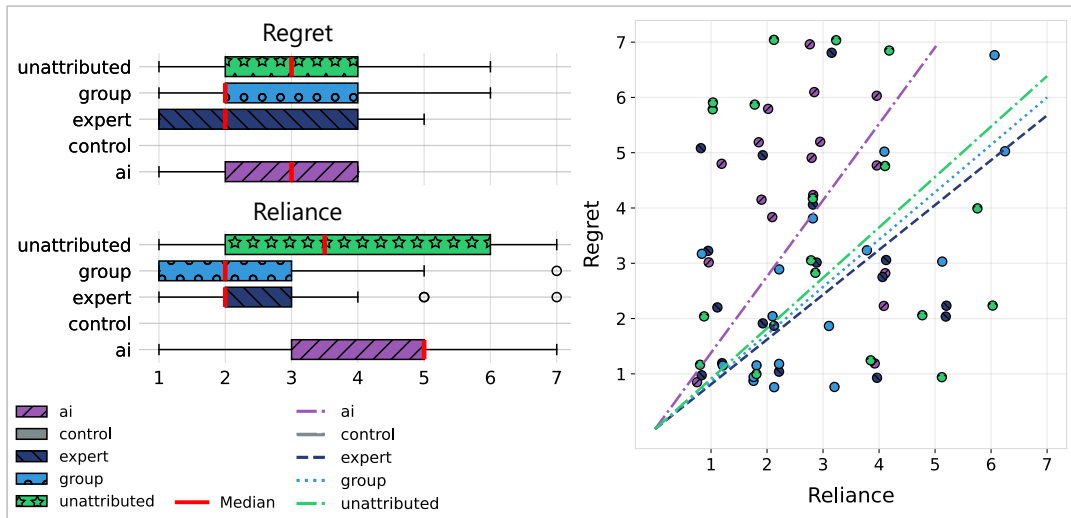 Regret
unattributed
group
expert
control
ai
Reliance
unattributed
group
expert
control
ai
1 2 3 4 5 6 7
ai
control
expert
group
unattributed
Median
ai
control
expert
group
unattributed
Regret
7
6
5
4
3
2
1
1 2 3 4 5 6 7
Reliance